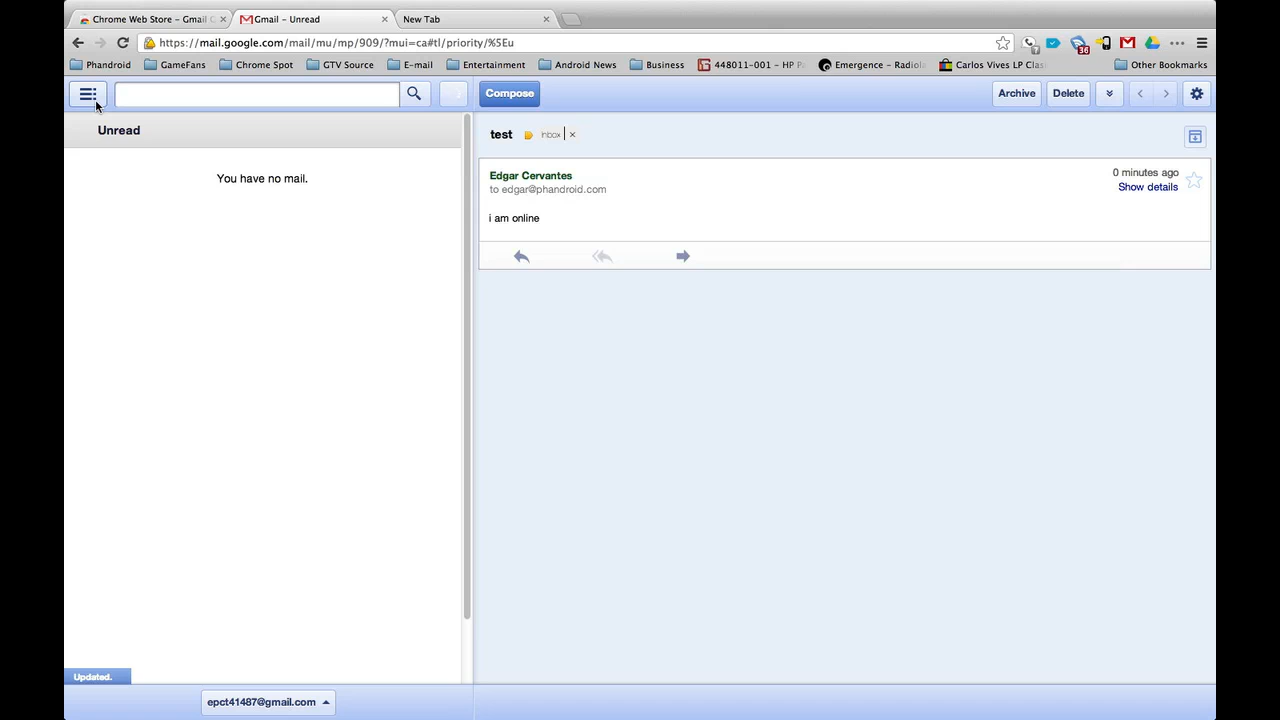 Chrome Web Store - Gmail
Gmail - Unread
New Tab
https://mail.google.com/mail/mu/mp/909/?mui=ca#tl/priority/%5Eu
36
Phandroid
GameFans
Chrome Spot
GTV Source
E-mail
Entertainment
Android News
Business
448011-001 - HP P
Emergence - Radiol
Carlos Vives LP Clas
Other Bookmarks
Compose
Archive
Delete
Unread
You have no mail.
test
Inbox
Edgar Cervantes
0 minutes ago
to edgar@phandroid.com
Show details
i am online
Updated.
epct41487@gmail.com